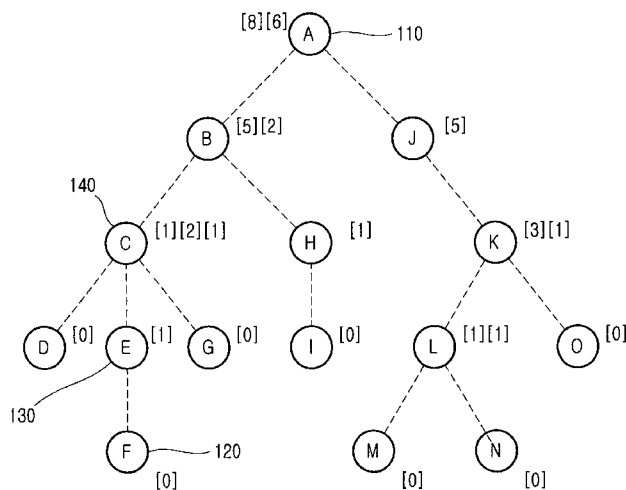 [8][6] A 110
B [5][2] J [5]
140
C [1][2][1] H [1] K [3][1]
D [0] E [1] G [0] I [0] L [1][1] O [0]
130
F 120 M N
[0] [0] [0]